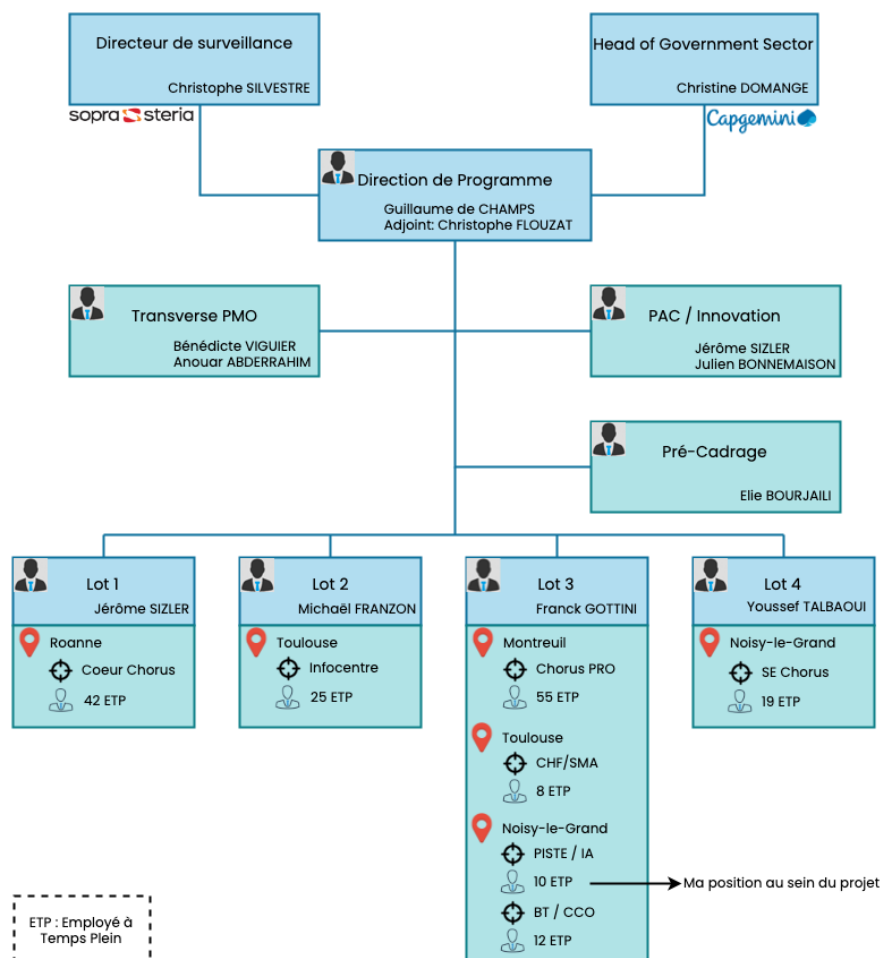 Directeur de surveillance
Christophe SILVESTRE
sopra steria
Head of Government Sector
Christine DOMANGE
Capgemini
Direction de Programme
Guillaume de CHAMPS
Adjoint: Christophe FLOUZAT
Transverse PMO
Bénédicte VIGUIER
Anouar ABDERRAHIM
PAC / Innovation
Jérôme SIZLER
Julien BONNEMAISON
Pré-Cadrage
Elie BOURJAILI
Lot 1
Jérôme SIZLER
Roanne
Coeur Chorus
42 ETP
Lot 2
Michaël FRANZON
Toulouse
Infocentre
25 ETP
Lot 3
Franck GOTTINI
Montreuil
Chorus PRO
55 ETP
Toulouse
CHF/SMA
8 ETP
Noisy-le-Grand
PISTE / IA
10 ETP
Ma position au sein du projet
BT / CCO
12 ETP
Lot 4
Youssef TALBAOUI
Noisy-le-Grand
SE Chorus
19 ETP
ETP : Employé à
Temps Plein